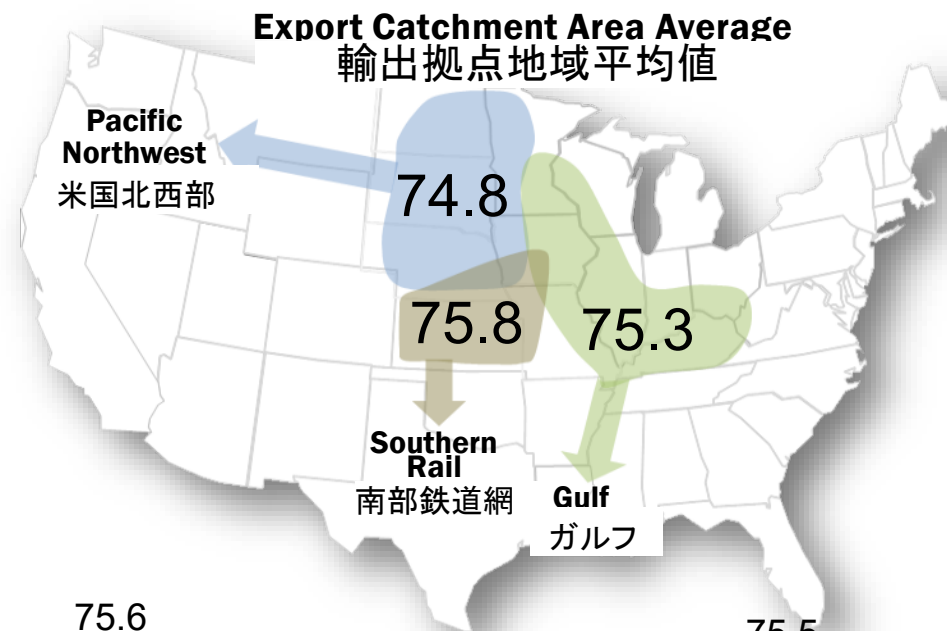 Export Catchment Area Average
輸出拠点地域平均値
Pacific
Northwest
米国北西部
74.8
75.8
75.3
Southern
Rail
南部鉄道網
Gulf
ガルフ
75.6
75.5